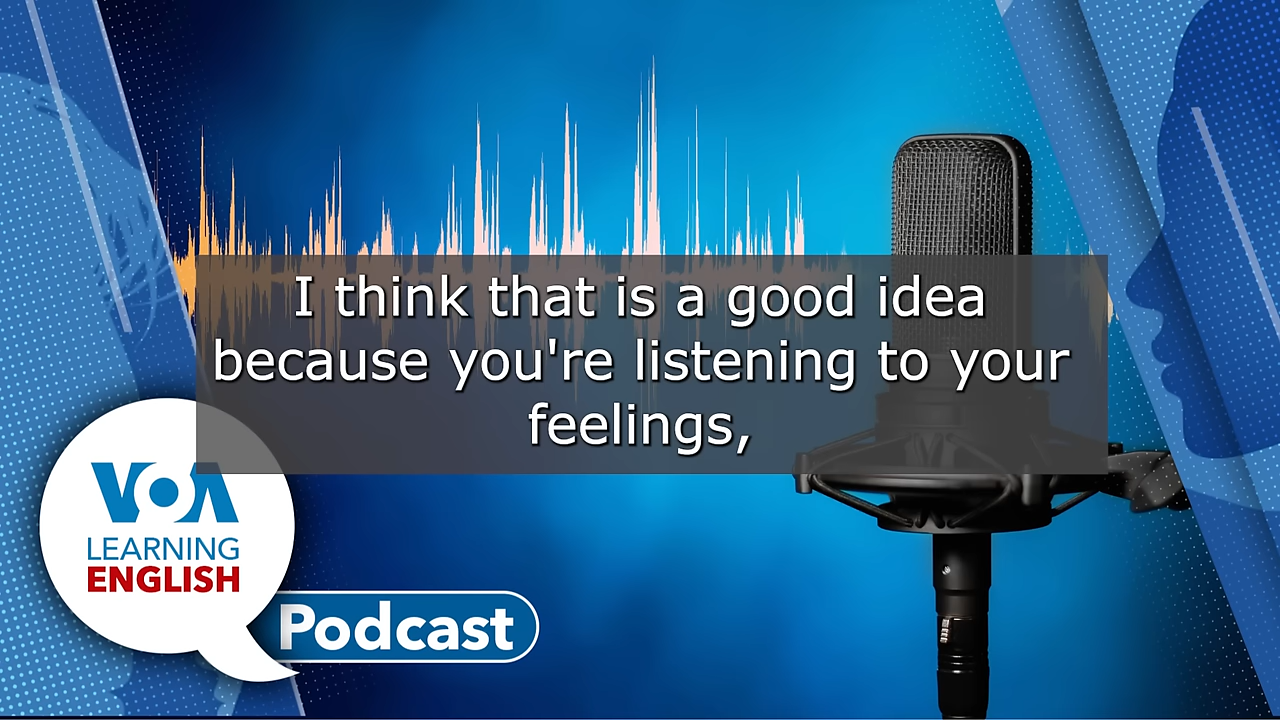 I think that is a good idea
because you're listening to your
feelings,
VOA
LEARNING
ENGLISH
Podcast